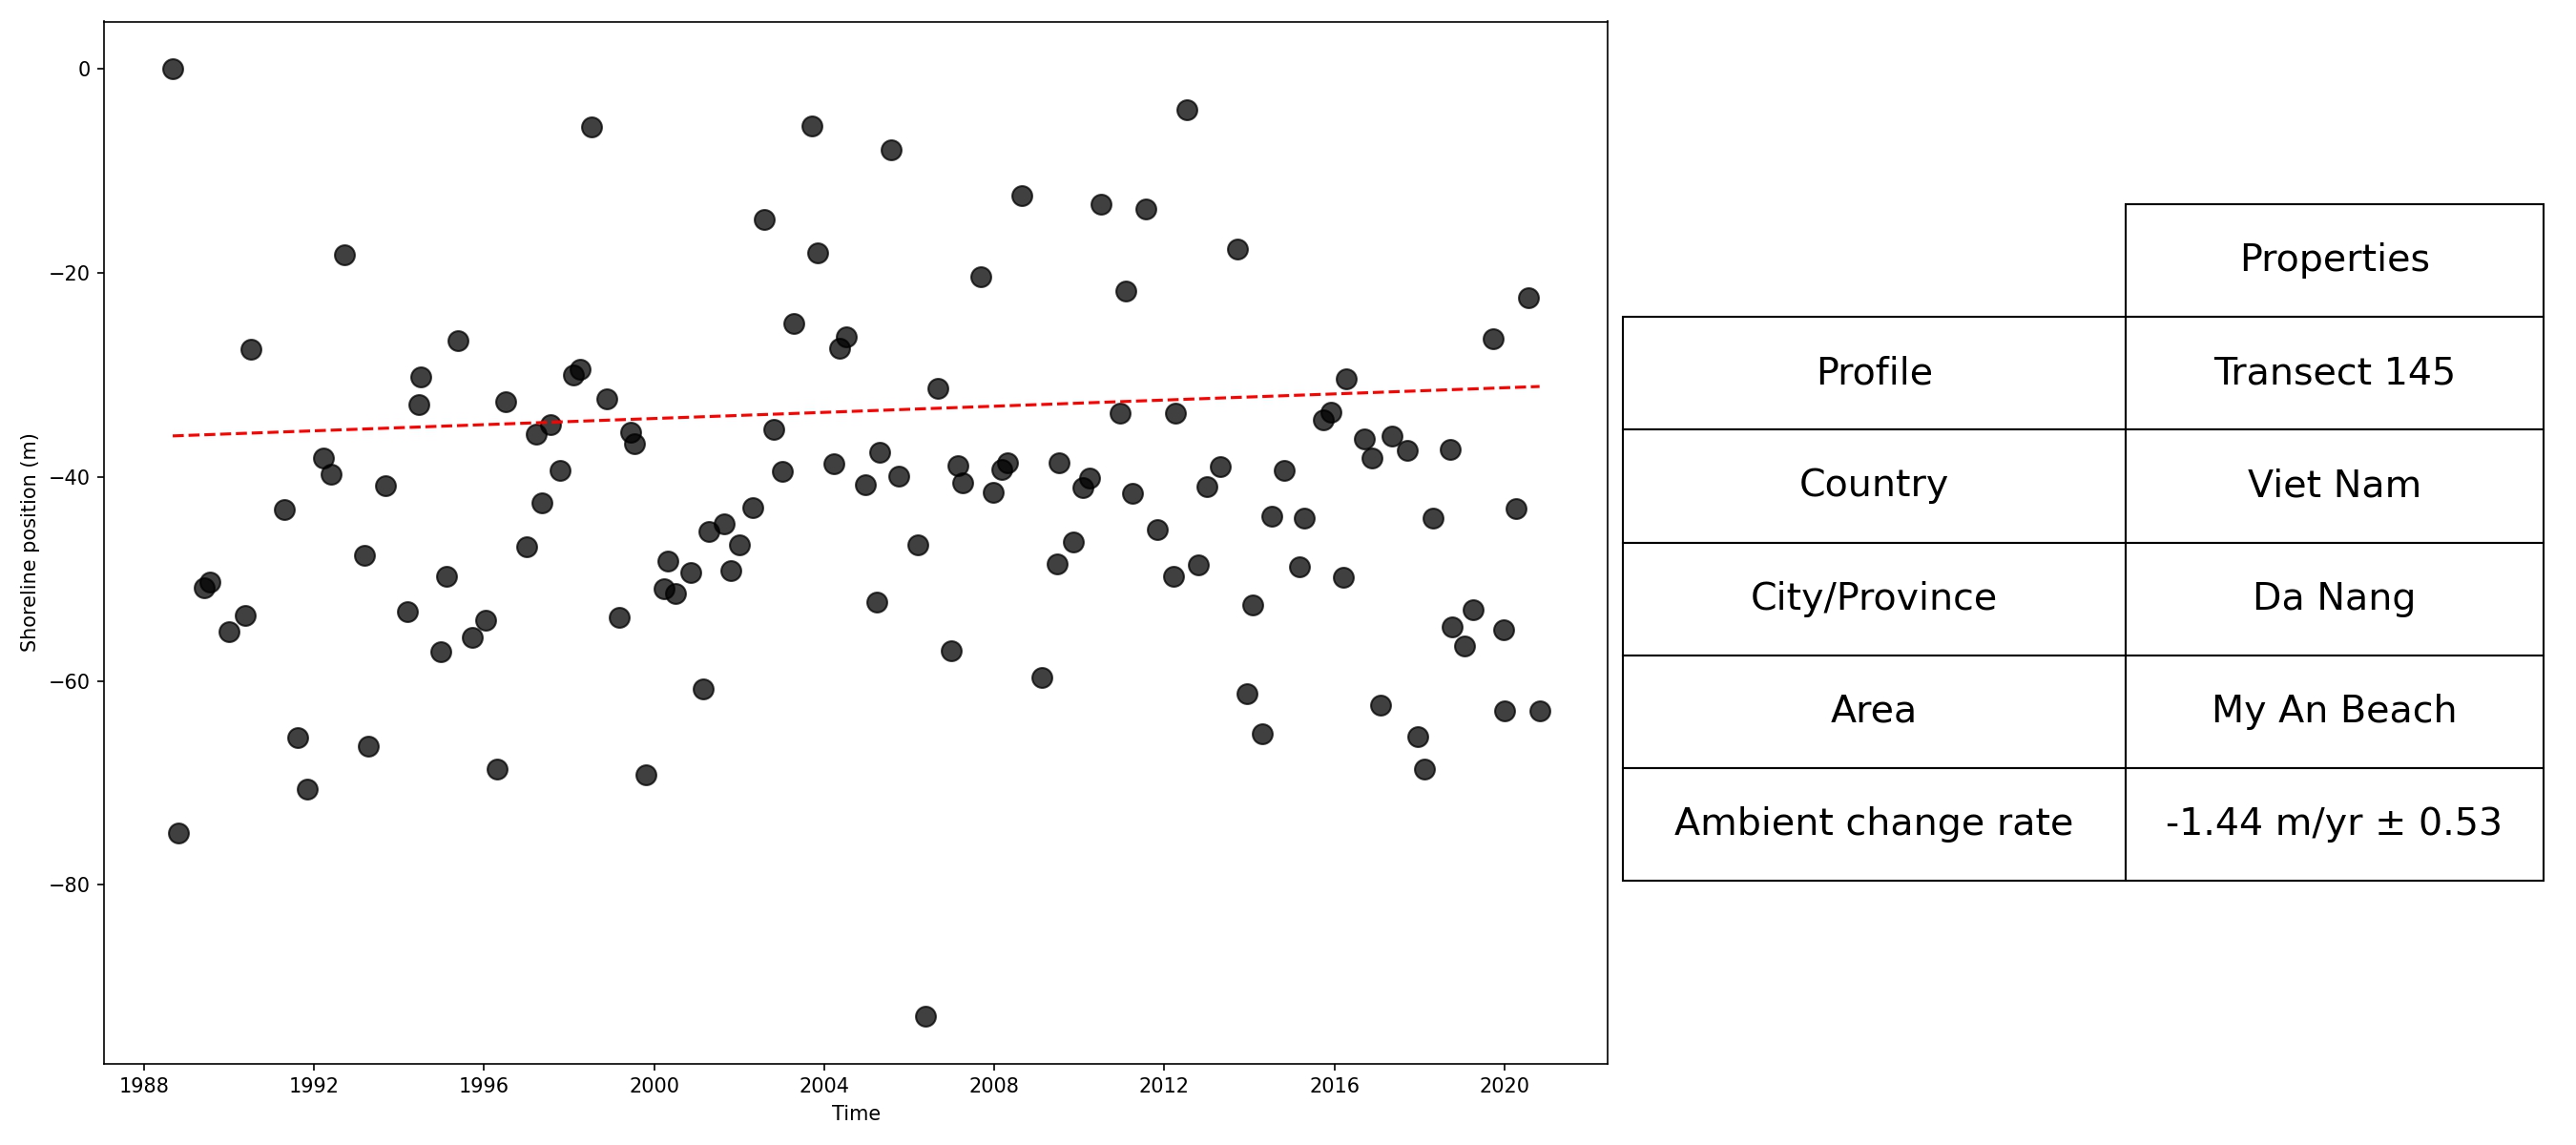 0
−20
−40
−60
−80
Shoreline position (m)
1988 1992 1996 2000 2004 2008 2012 2016 2020
Time
Properties
Profile Transect 145
Country Viet Nam
City/Province Da Nang
Area My An Beach
Ambient change rate -1.44 m/yr ± 0.53